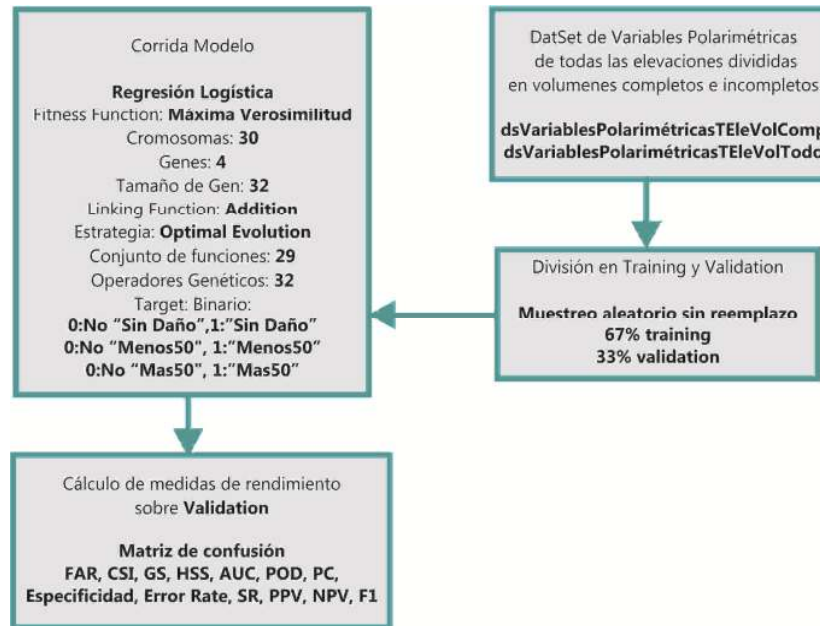 DatSet de Variables Polarimétricas
de todas las elevaciones divididas
en volumenes completos e incompletos
dsVariablesPolarimétricasTEleVolComp
dsVariablesPolarimétricasTEleVolTodo
División en Training y Validation
Muestreo aleatorio sin reemplazo
67% training
33% validation
Corrida Modelo
Regresión Logística
Fitness Function: Máxima Verosimilitud
Cromosomas: 30
Genes: 4
Tamaño de Gen: 32
Linking Function: Addition
Estrategia: Optimal Evolution
Conjunto de funciones: 29
Operadores Genéticos: 32
Target: Binario:
0:No “Sin Daño”,1:”Sin Daño”
0:No “Menos50”, 1:”Menos50”
0:No “Mas50”, 1:”Mas50”
Cálculo de medidas de rendimiento
sobre Validation
Matriz de confusión
FAR, CSI, GS, HSS, AUC, POD, PC,
Especificidad, Error Rate, SR, PPV, NPV, F1